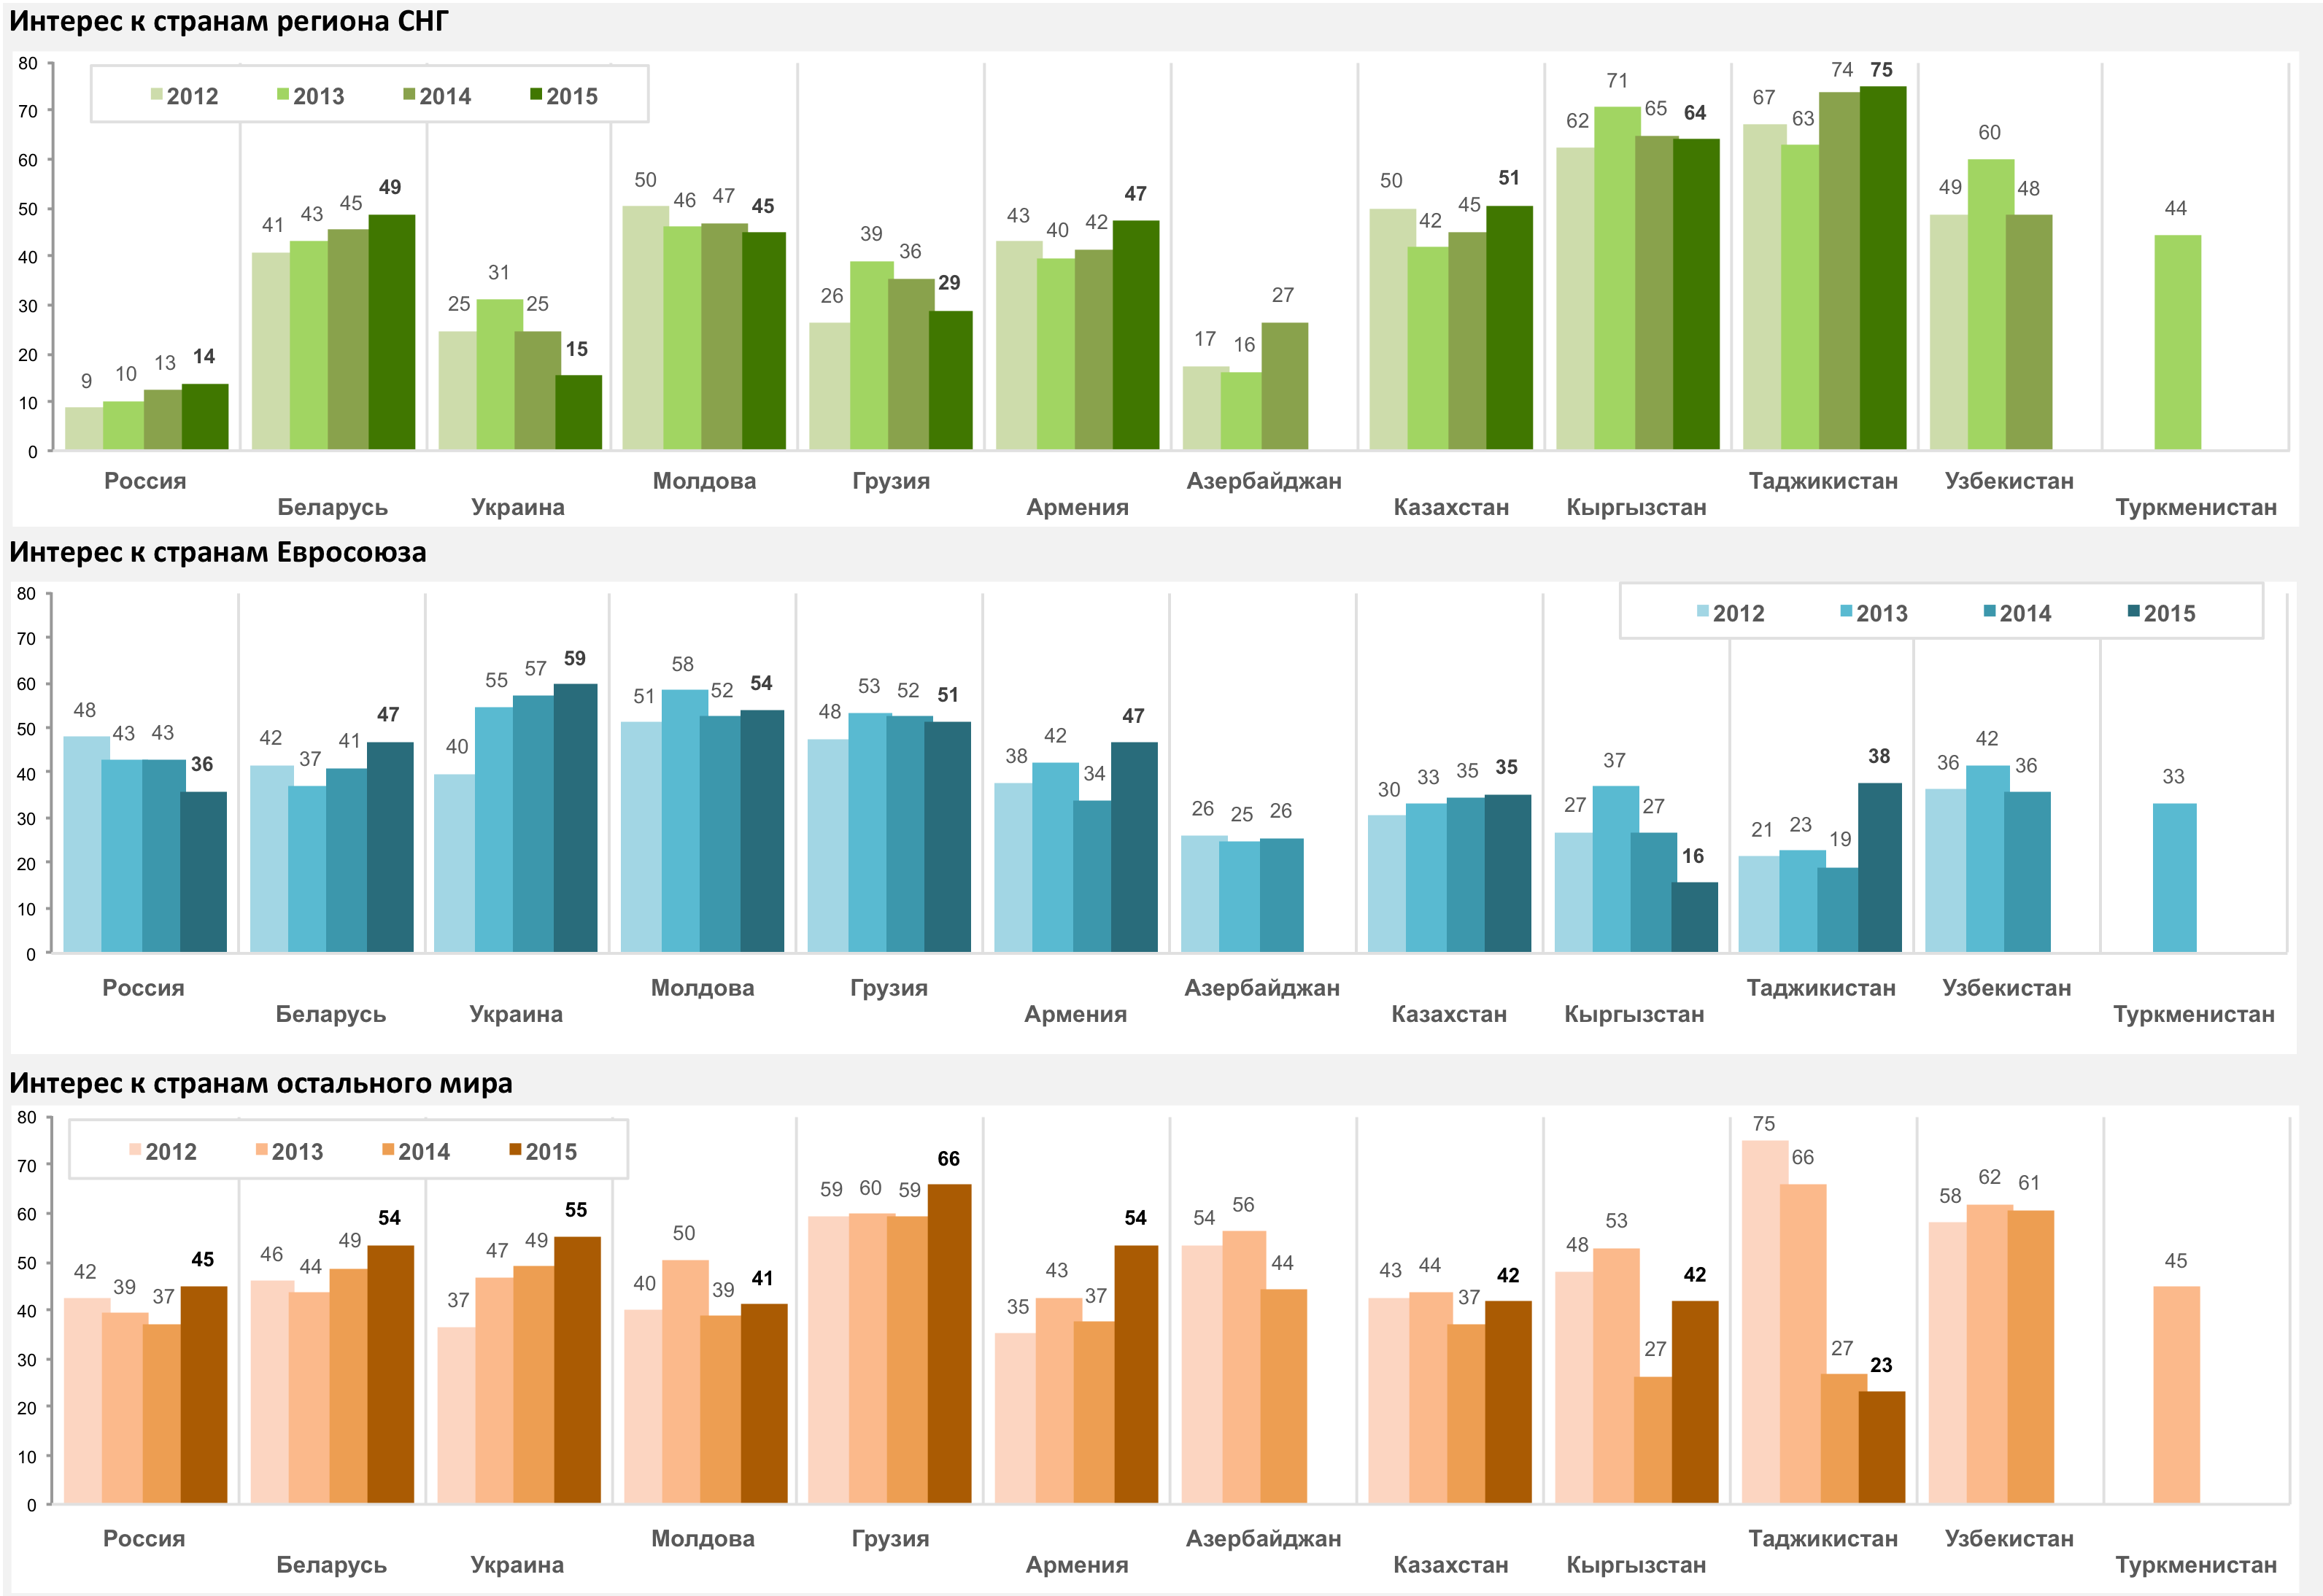 Интерес к странам региона СНГ
2012 2013 2014 2015
80
70
60
50
40
30
20
10
0
9 10 13 14
41 43 45 49
25 31 25 15
50 46 47 45
26 39 36 29
43 40 42 47
17 16 27
50 42 45 51
62 71 65 64
67 63 74 75
49 60 48
44
Россия Беларусь Украина Молдова Грузия Армения Азербайджан Казахстан Кыргызстан Таджикистан Узбекистан Туркменистан
Интерес к странам Евросоюза
2012 2013 2014 2015
80
70
60
50
40
30
20
10
0
48 43 43 36
42 37 41 47
40 55 57 59
51 58 52 54
48 53 52 51
38 42 34 47
26 25 26
30 33 35 35
27 37 27 16
21 23 19 38
36 42 36
33
Россия Беларусь Украина Молдова Грузия Армения Азербайджан Казахстан Кыргызстан Таджикистан Узбекистан Туркменистан
Интерес к странам остального мира
2012 2013 2014 2015
80
70
60
50
40
30
20
10
0
42 39 37 45
46 44 49 54
37 47 49 55
40 50 39 41
59 60 59 66
35 43 37 54
54 56 44
43 44 37 42
48 53 27 42
75 66 27 23
58 62 61
45
Россия Беларусь Украина Молдова Грузия Армения Азербайджан Казахстан Кыргызстан Таджикистан Узбекистан Туркменистан